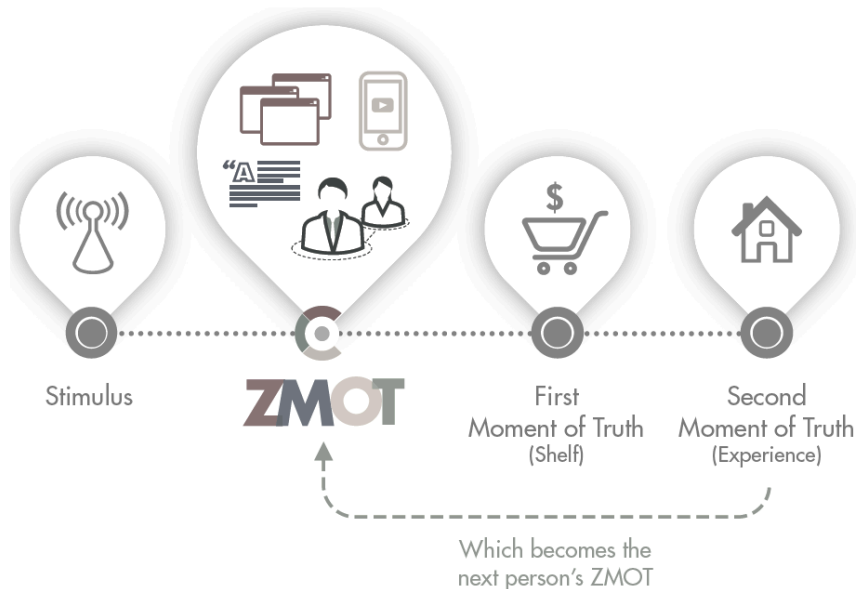 “A
$
Stimulus
ZMOT
First
Moment of Truth
(Shelf)
Second
Moment of Truth
(Experience)
Which becomes the
next person’s ZMOT